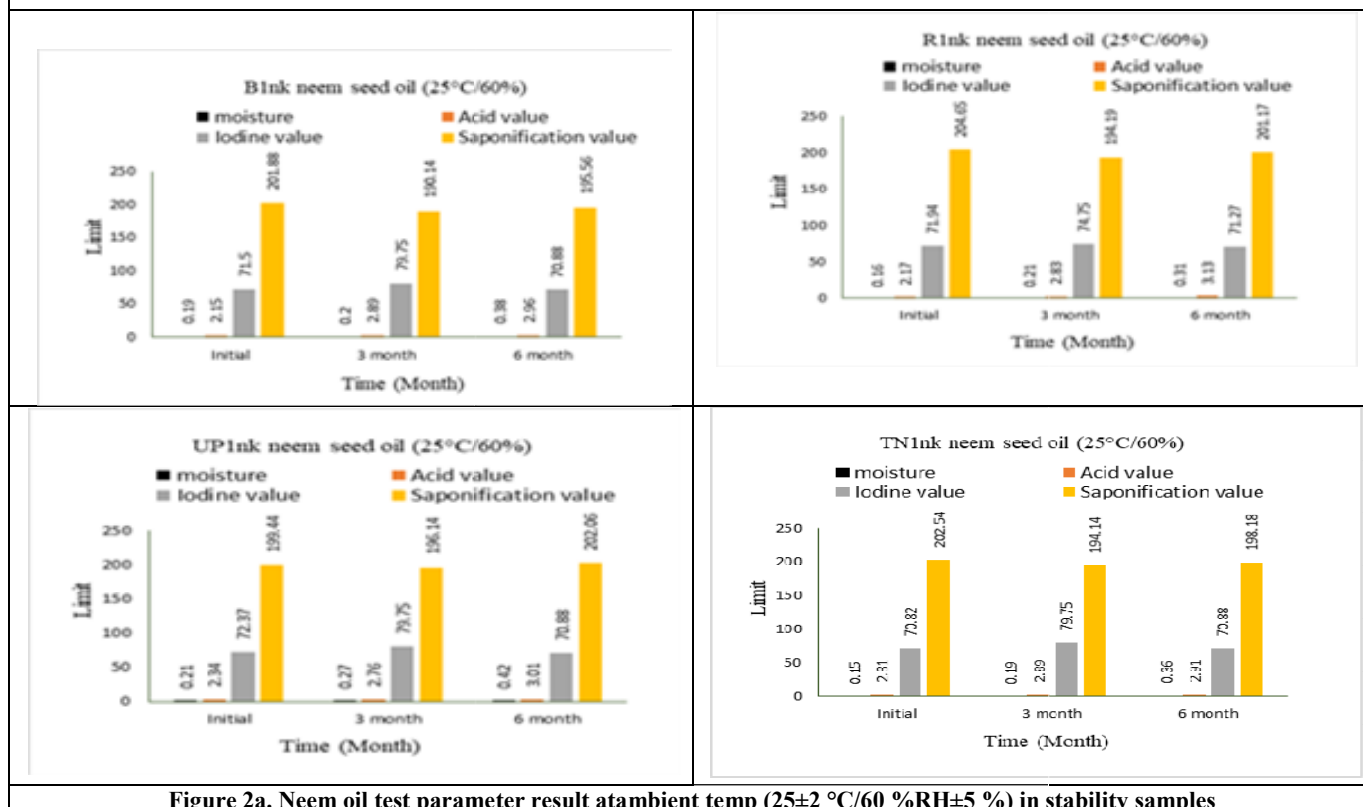 B1nk neem seed oil (25°C/60%)
moisture Acid value
Iodine value Saponification value
250
200
150
100
50
0
Limit
0.19 2.15 71.5 201.88
0.2 2.89 79.75 190.14
0.38 2.96 70.88 195.56
Initial 3 month 6 month
Time (Month)
R1nk neem seed oil (25°C/60%)
moisture Acid value
Iodine value Saponification value
250
200
150
100
50
0
Limit
0.16 2.17 71.94 204.65
0.21 2.83 74.75 194.19
0.31 3.13 71.27 201.17
Initial 3 month 6 month
Time (Month)
UP1nk neem seed oil (25°C/60%)
moisture Acid value
Iodine value Saponification value
250
200
150
100
50
0
Limit
0.21 2.34 72.37 199.44
0.27 2.76 79.75 196.14
0.42 3.01 70.88 202.06
Initial 3 month 6 month
Time (Month)
TN1nk neem seed oil (25°C/60%)
moisture Acid value
Iodine value Saponification value
250
200
150
100
50
0
Limit
0.15 2.31 70.82 202.54
0.19 2.89 79.75 194.14
0.36 2.91 70.88 198.18
Initial 3 month 6 month
Time (Month)
Figure 2a. Neem oil test parameter result atambient temp (25±2 °C/60 %RH±5 %) in stability samples